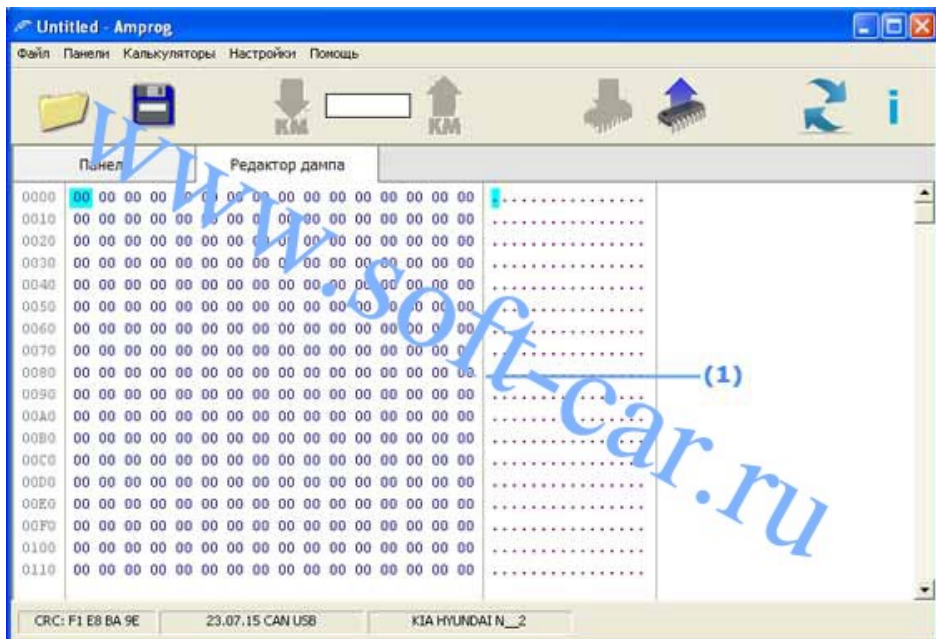 Untitled - Amprog
Файл Панели Калькуляторы Настройки Помощь
KM KM i
Панел Редактор дампа
0000 00 00 00 00 00 00 00 00 00 00 00 00 00 00 00 00 ................
0010 00 00 00 00 00 00 00 00 00 00 00 00 00 00 00 00 ................
0020 00 00 00 00 00 00 00 00 00 00 00 00 00 00 00 00 ................
0030 00 00 00 00 00 00 00 00 00 00 00 00 00 00 00 00 ................
0040 00 00 00 00 00 00 00 00 00 00 00 00 00 00 00 00 ................
0050 00 00 00 00 00 00 00 00 00 00 00 00 00 00 00 00 ................
0060 00 00 00 00 00 00 00 00 00 00 00 00 00 00 00 00 ................
0070 00 00 00 00 00 00 00 00 00 00 00 00 00 00 00 00 ................
0080 00 00 00 00 00 00 00 00 00 00 00 00 00 00 00 00 ................ (1)
0090 00 00 00 00 00 00 00 00 00 00 00 00 00 00 00 00 ................
00A0 00 00 00 00 00 00 00 00 00 00 00 00 00 00 00 00 ................
00B0 00 00 00 00 00 00 00 00 00 00 00 00 00 00 00 00 ................
00C0 00 00 00 00 00 00 00 00 00 00 00 00 00 00 00 00 ................
00D0 00 00 00 00 00 00 00 00 00 00 00 00 00 00 00 00 ................
00E0 00 00 00 00 00 00 00 00 00 00 00 00 00 00 00 00 ................
00F0 00 00 00 00 00 00 00 00 00 00 00 00 00 00 00 00 ................
0100 00 00 00 00 00 00 00 00 00 00 00 00 00 00 00 00 ................
0110 00 00 00 00 00 00 00 00 00 00 00 00 00 00 00 00 ................
www.soft-car.ru
CRC: F1 E8 BA 9E 23.07.15 CAN USB KIA HYUNDAI N__2